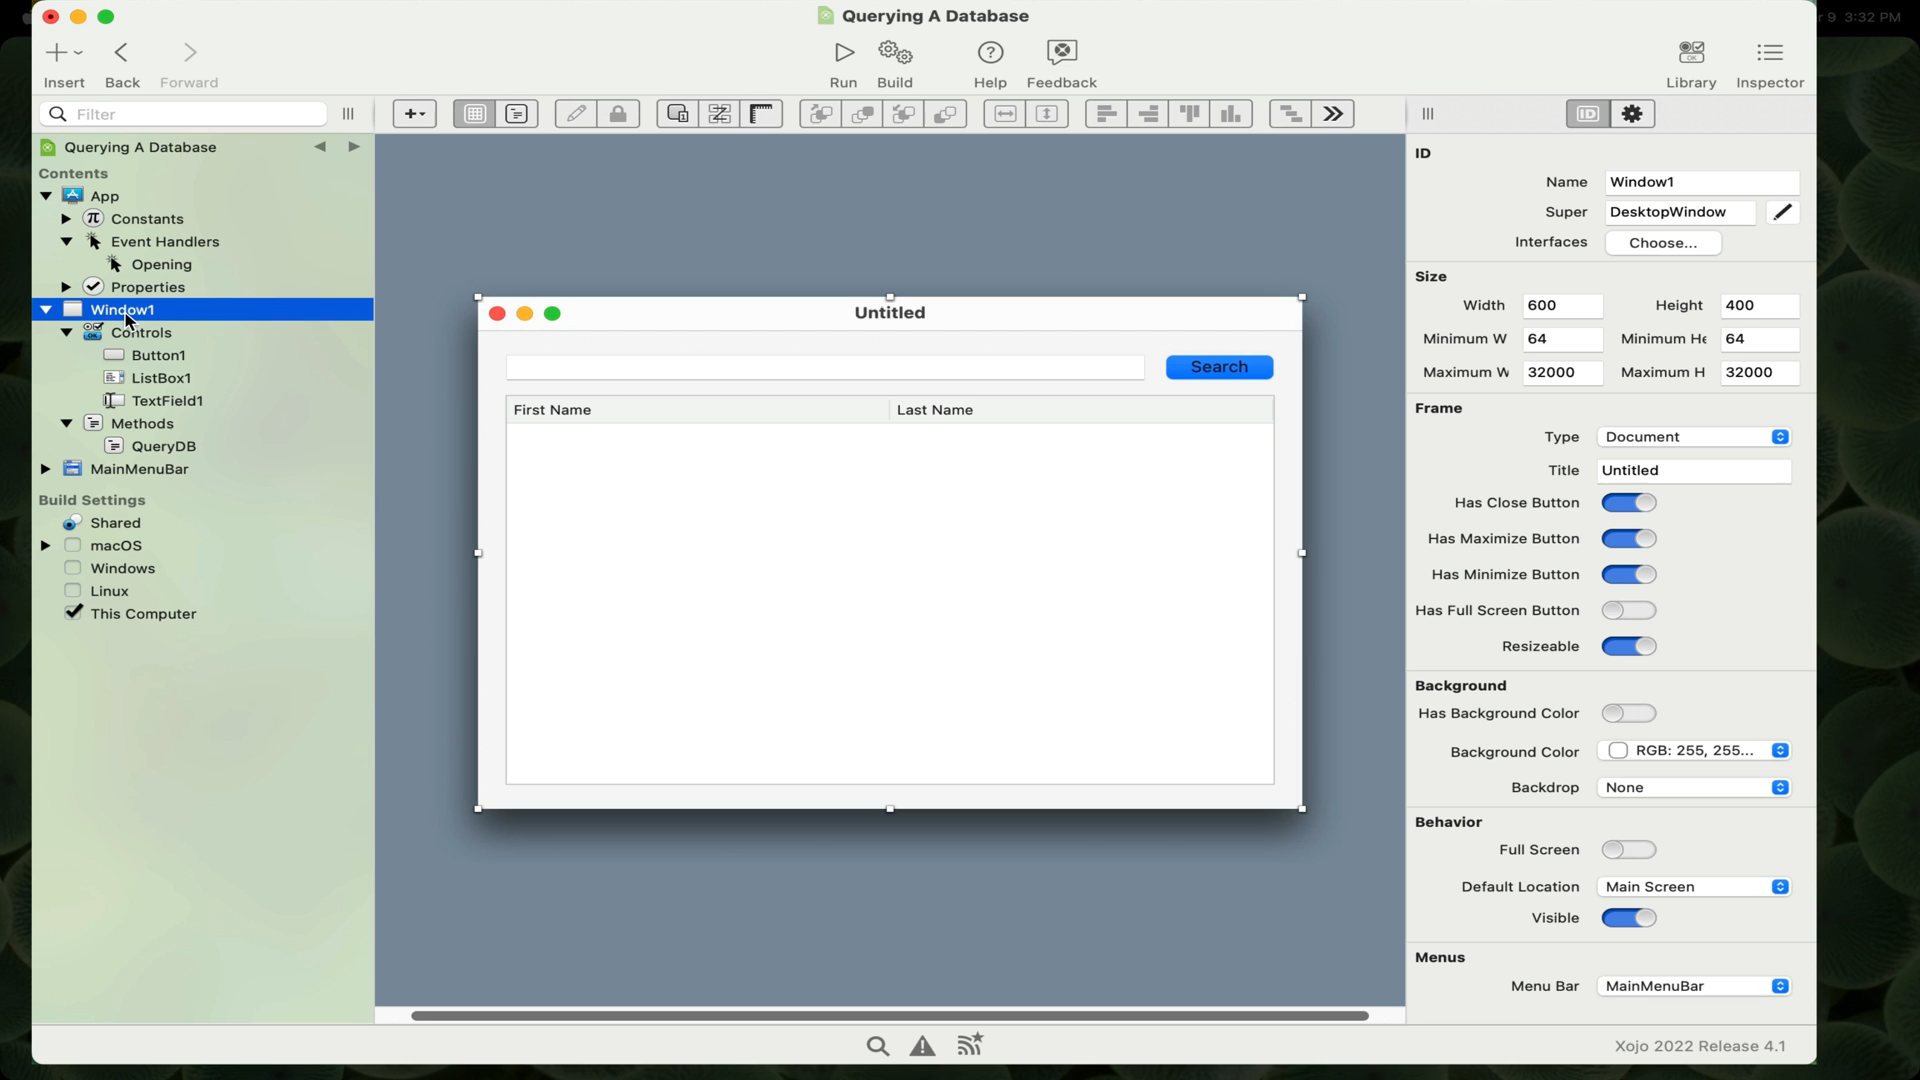 Querying A Database
r 9 3:32 PM
Insert
Back
Forward
Run
Build
Help
Feedback
Library
Inspector
Filter
ID
Querying A Database
Contents
App
Constants
Event Handlers
Opening
Properties
Window1
Controls
Button1
ListBox1
TextField1
Methods
QueryDB
MainMenuBar
Build Settings
Shared
macOS
Windows
Linux
This Computer
Untitled
Search
First Name
Last Name
ID
Name Window1
Super DesktopWindow
Interfaces Choose...
Size
Width 600 Height 400
Minimum W 64 Minimum He 64
Maximum W 32000 Maximum H 32000
Frame
Type Document
Title Untitled
Has Close Button
Has Maximize Button
Has Minimize Button
Has Full Screen Button
Resizeable
Background
Has Background Color
Background Color RGB: 255, 255...
Backdrop None
Behavior
Full Screen
Default Location Main Screen
Visible
Menus
Menu Bar MainMenuBar
Xojo 2022 Release 4.1